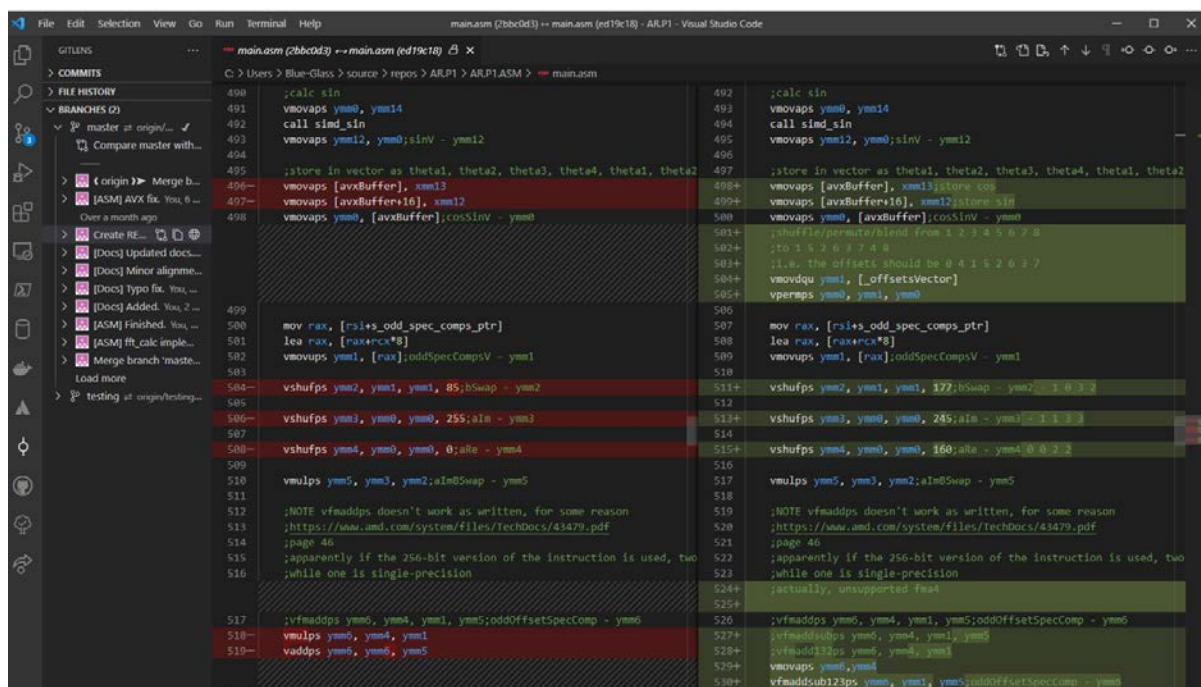 File Edit Selection View Go Run Terminal Help
main.asm (2bbc0d3) ↔ main.asm (ed19c18) - AR.P1 - Visual Studio Code
GITLENS
COMMITS
FILE HISTORY
BRANCHES (2)
master ⇄ origin/... ✓
Compare master with...
origin Merge b...
[ASM] AVX fix. You, 6 ...
Over a month ago
Create RE...
[Docs] Updated docs....
[Docs] Minor alignme...
[Docs] Typo fix. You, ...
[Docs] Added. You, 2 ...
[ASM] Finished. You, ...
[ASM] fft_calc imple...
Merge branch 'maste...
Load more
testing ⇄ origin/testing...
3
main.asm (2bbc0d3) ↔ main.asm (ed19c18)
C: > Users > Blue-Glass > source > repos > AR.P1 > AR.P1.ASM > main.asm
490 ;calc sin
491 vmovaps ymm0, ymm14
492 call simd_sin
493 vmovaps ymm12, ymm0;sinV - ymm12
494
495 ;store in vector as theta1, theta2, theta3, theta4, theta1, theta2
496— vmovaps [avxBuffer], xmm13
497— vmovaps [avxBuffer+16], xmm12
498 vmovaps ymm0, [avxBuffer];cosSinV - ymm0
499
500 mov rax, [rsi+s_odd_spec_comps_ptr]
501 lea rax, [rax+rcx*8]
502 vmovups ymm1, [rax];oddSpecCompsV - ymm1
503
504— vshufps ymm2, ymm1, ymm1, 85;bSwap - ymm2
505
506— vshufps ymm3, ymm0, ymm0, 255;aIm - ymm3
507
508— vshufps ymm4, ymm0, ymm0, 0;aRe - ymm4
509
510 vmulps ymm5, ymm3, ymm2;aImBSwap - ymm5
511
512 ;NOTE vfmaddps doesn't work as written, for some reason
513 ;https://www.amd.com/system/files/TechDocs/43479.pdf
514 ;page 46
515 ;apparently if the 256-bit version of the instruction is used, two
516 ;while one is single-precision
517 ;vfmaddps ymm6, ymm4, ymm1, ymm5;oddOffsetSpecComp - ymm6
518— vmulps ymm6, ymm4, ymm1
519— vaddps ymm6, ymm6, ymm5
492 ;calc sin
493 vmovaps ymm0, ymm14
494 call simd_sin
495 vmovaps ymm12, ymm0;sinV - ymm12
496
497 ;store in vector as theta1, theta2, theta3, theta4, theta1, theta2
498+ vmovaps [avxBuffer], xmm13;store cos
499+ vmovaps [avxBuffer+16], xmm12;store sin
500 vmovaps ymm0, [avxBuffer];cosSinV - ymm0
501+ ;shuffle/permute/blend from 1 2 3 4 5 6 7 8
502+ ;to 1 5 2 6 3 7 4 8
503+ ;i.e. the offsets should be 0 4 1 5 2 6 3 7
504+ vmovdqu ymm1, [_offsetsVector]
505+ vpermps ymm0, ymm1, ymm0
506
507 mov rax, [rsi+s_odd_spec_comps_ptr]
508 lea rax, [rax+rcx*8]
509 vmovups ymm1, [rax];oddSpecCompsV - ymm1
510
511+ vshufps ymm2, ymm1, ymm1, 177;bSwap - ymm2 - 1 0 3 2
512
513+ vshufps ymm3, ymm0, ymm0, 245;aIm - ymm3 - 1 1 3 3
514
515+ vshufps ymm4, ymm0, ymm0, 160;aRe - ymm4 0 0 2 2
516
517 vmulps ymm5, ymm3, ymm2;aImBSwap - ymm5
518
519 ;NOTE vfmaddps doesn't work as written, for some reason
520 ;https://www.amd.com/system/files/TechDocs/43479.pdf
521 ;page 46
522 ;apparently if the 256-bit version of the instruction is used, two
523 ;while one is single-precision
524+ ;actually, unsupported fma4
525+
526 ;vfmaddps ymm6, ymm4, ymm1, ymm5;oddOffsetSpecComp - ymm6
527+ ;vfmaddsubps ymm6, ymm4, ymm1, ymm5
528+ ;vfmadd132ps ymm6, ymm4, ymm1
529+ vmovaps ymm6,ymm4
530+ vfmaddsub123ps ymm6, ymm1, ymm5;oddOffsetSpecComp - ymm6